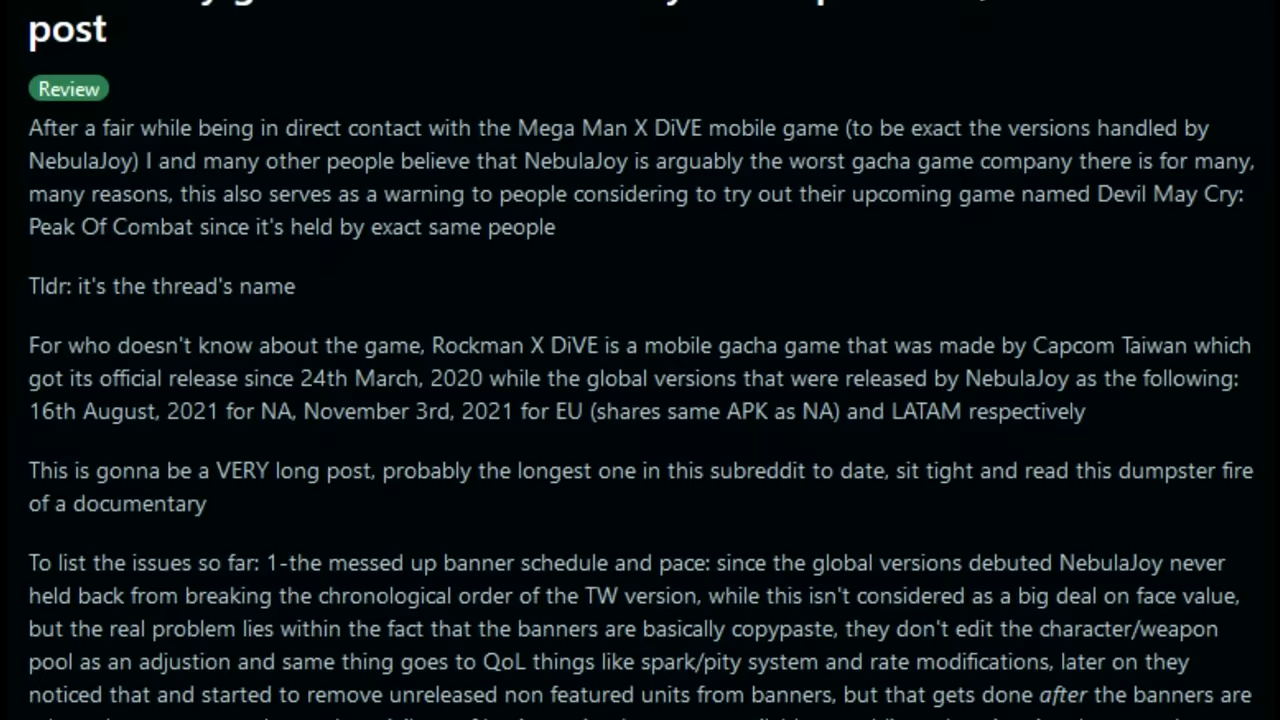 post
Review
After a fair while being in direct contact with the Mega Man X DiVE mobile game (to be exact the versions handled by
NebulaJoy) I and many other people believe that NebulaJoy is arguably the worst gacha game company there is for many,
many reasons, this also serves as a warning to people considering to try out their upcoming game named Devil May Cry:
Peak Of Combat since it's held by exact same people
Tldr: it's the thread's name
For who doesn't know about the game, Rockman X DiVE is a mobile gacha game that was made by Capcom Taiwan which
got its official release since 24th March, 2020 while the global versions that were released by NebulaJoy as the following:
16th August, 2021 for NA, November 3rd, 2021 for EU (shares same APK as NA) and LATAM respectively
This is gonna be a VERY long post, probably the longest one in this subreddit to date, sit tight and read this dumpster fire
of a documentary
To list the issues so far: 1-the messed up banner schedule and pace: since the global versions debuted NebulaJoy never
held back from breaking the chronological order of the TW version, while this isn't considered as a big deal on face value,
but the real problem lies within the fact that the banners are basically copypaste, they don't edit the character/weapon
pool as an adjustion and same thing goes to QoL things like spark/pity system and rate modifications, later on they
noticed that and started to remove unreleased non featured units from banners, but that gets done after the banners are